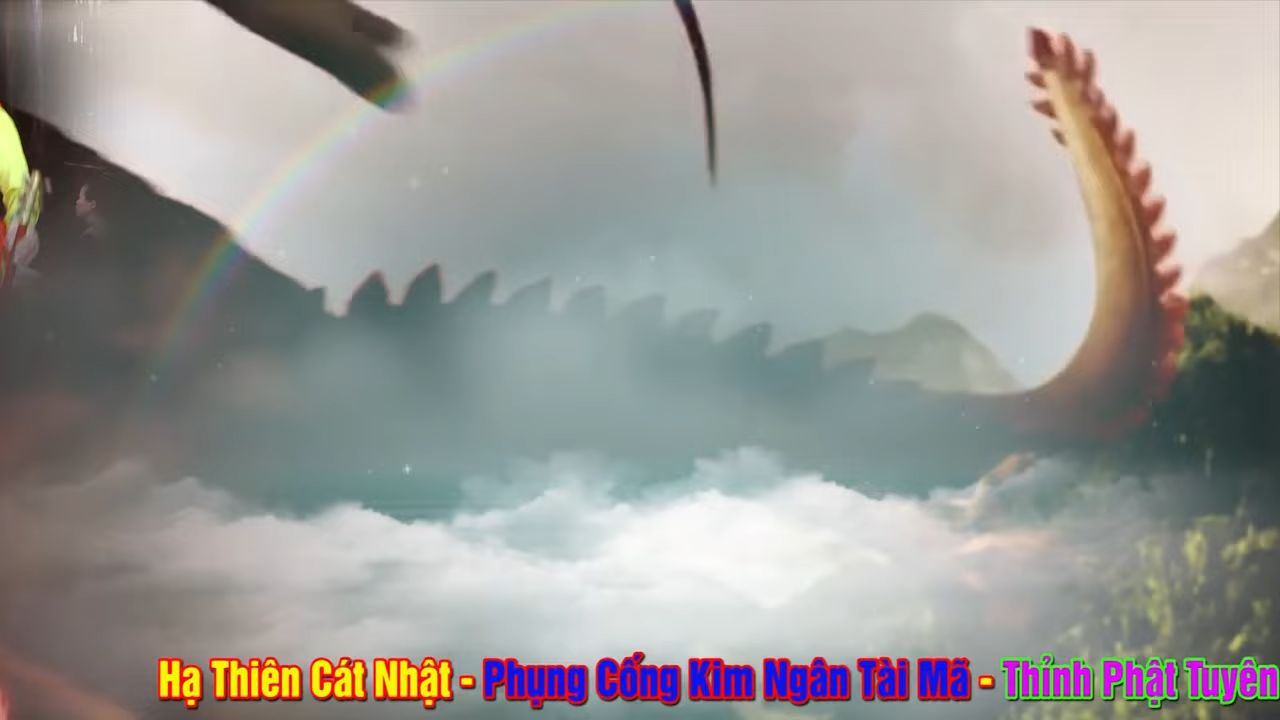 Hạ Thiên Cát Nhật - Phụng Cống Kim Ngân Tài Mã - Thỉnh Phật Tuyên